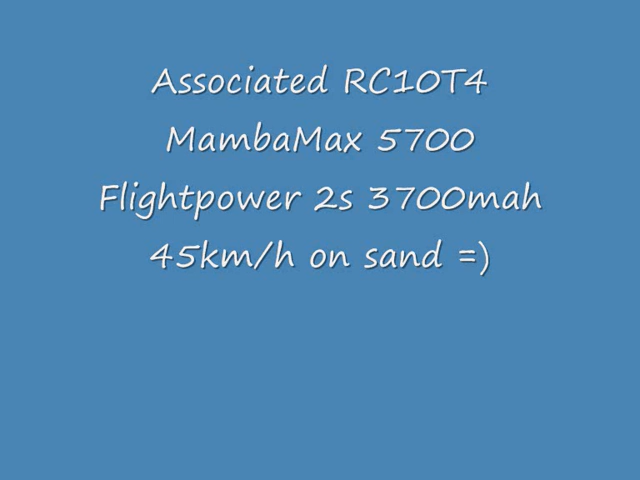 Associated RC10T4
MambaMax 5700
Flightpower 2s 3700mah
45km/h on sand =)